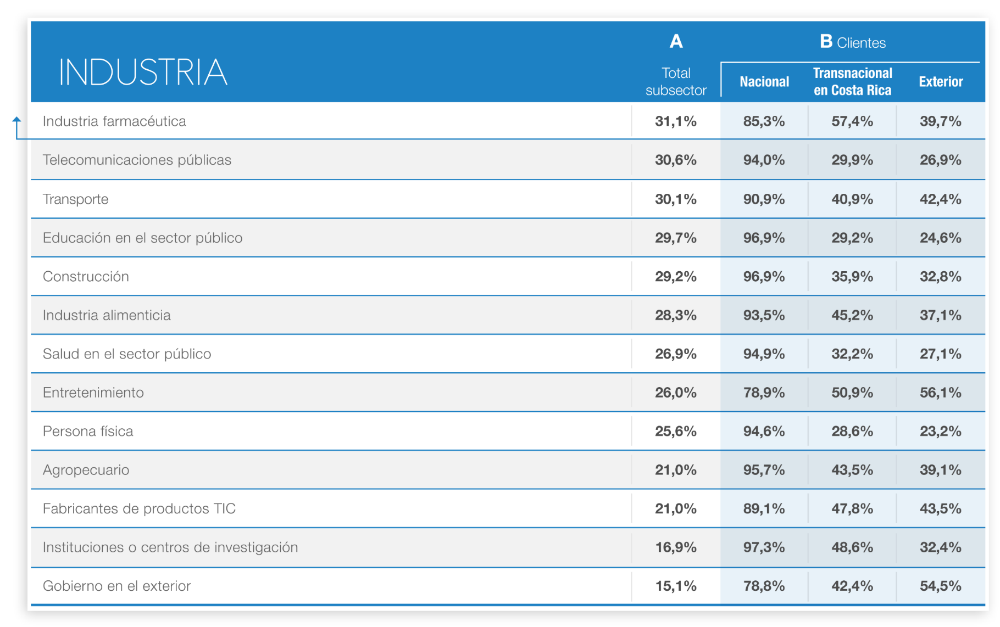 INDUSTRIA
A
Total
subsector
B Clientes
Nacional
Transnacional
en Costa Rica
Exterior
Industria farmacéutica 31,1% 85,3% 57,4% 39,7%
Telecomunicaciones públicas 30,6% 94,0% 29,9% 26,9%
Transporte 30,1% 90,9% 40,9% 42,4%
Educación en el sector público 29,7% 96,9% 29,2% 24,6%
Construcción 29,2% 96,9% 35,9% 32,8%
Industria alimenticia 28,3% 93,5% 45,2% 37,1%
Salud en el sector público 26,9% 94,9% 32,2% 27,1%
Entretenimiento 26,0% 78,9% 50,9% 56,1%
Persona física 25,6% 94,6% 28,6% 23,2%
Agropecuario 21,0% 95,7% 43,5% 39,1%
Fabricantes de productos TIC 21,0% 89,1% 47,8% 43,5%
Instituciones o centros de investigación 16,9% 97,3% 48,6% 32,4%
Gobierno en el exterior 15,1% 78,8% 42,4% 54,5%